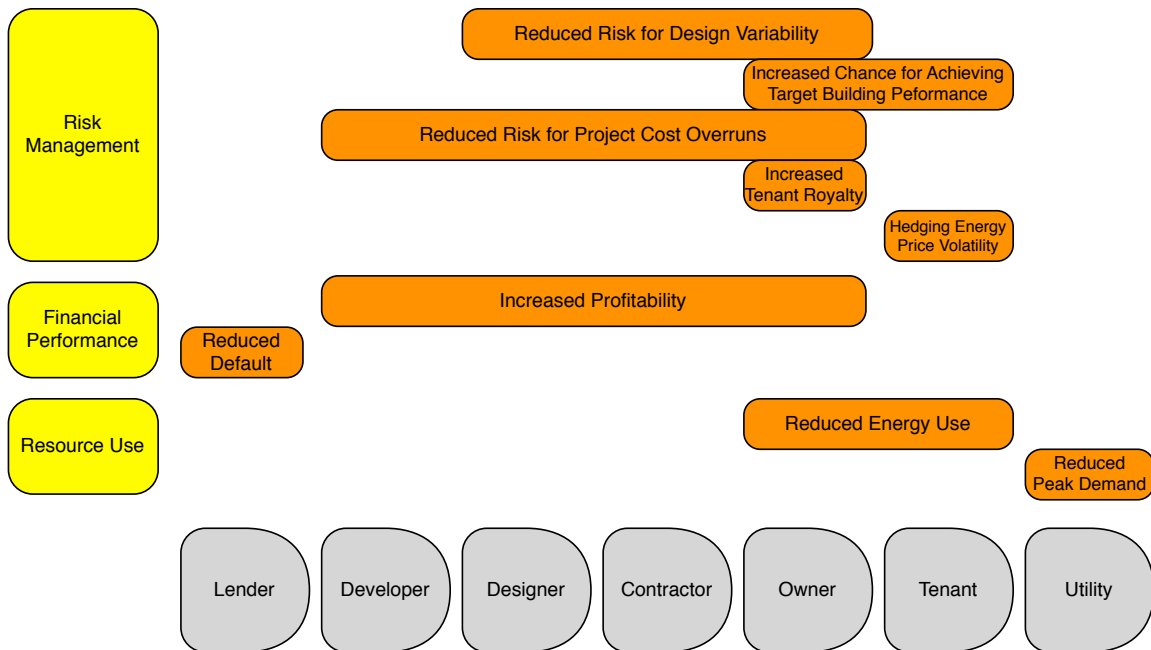 Reduced Risk for Design Variability
Increased Chance for Achieving
Target Building Peformance
Risk
Management
Reduced Risk for Project Cost Overruns
Increased
Tenant Royalty
Hedging Energy
Price Volatility
Financial
Performance
Increased Profitability
Reduced
Default
Resource Use
Reduced Energy Use
Reduced
Peak Demand
Lender
Developer
Designer
Contractor
Owner
Tenant
Utility